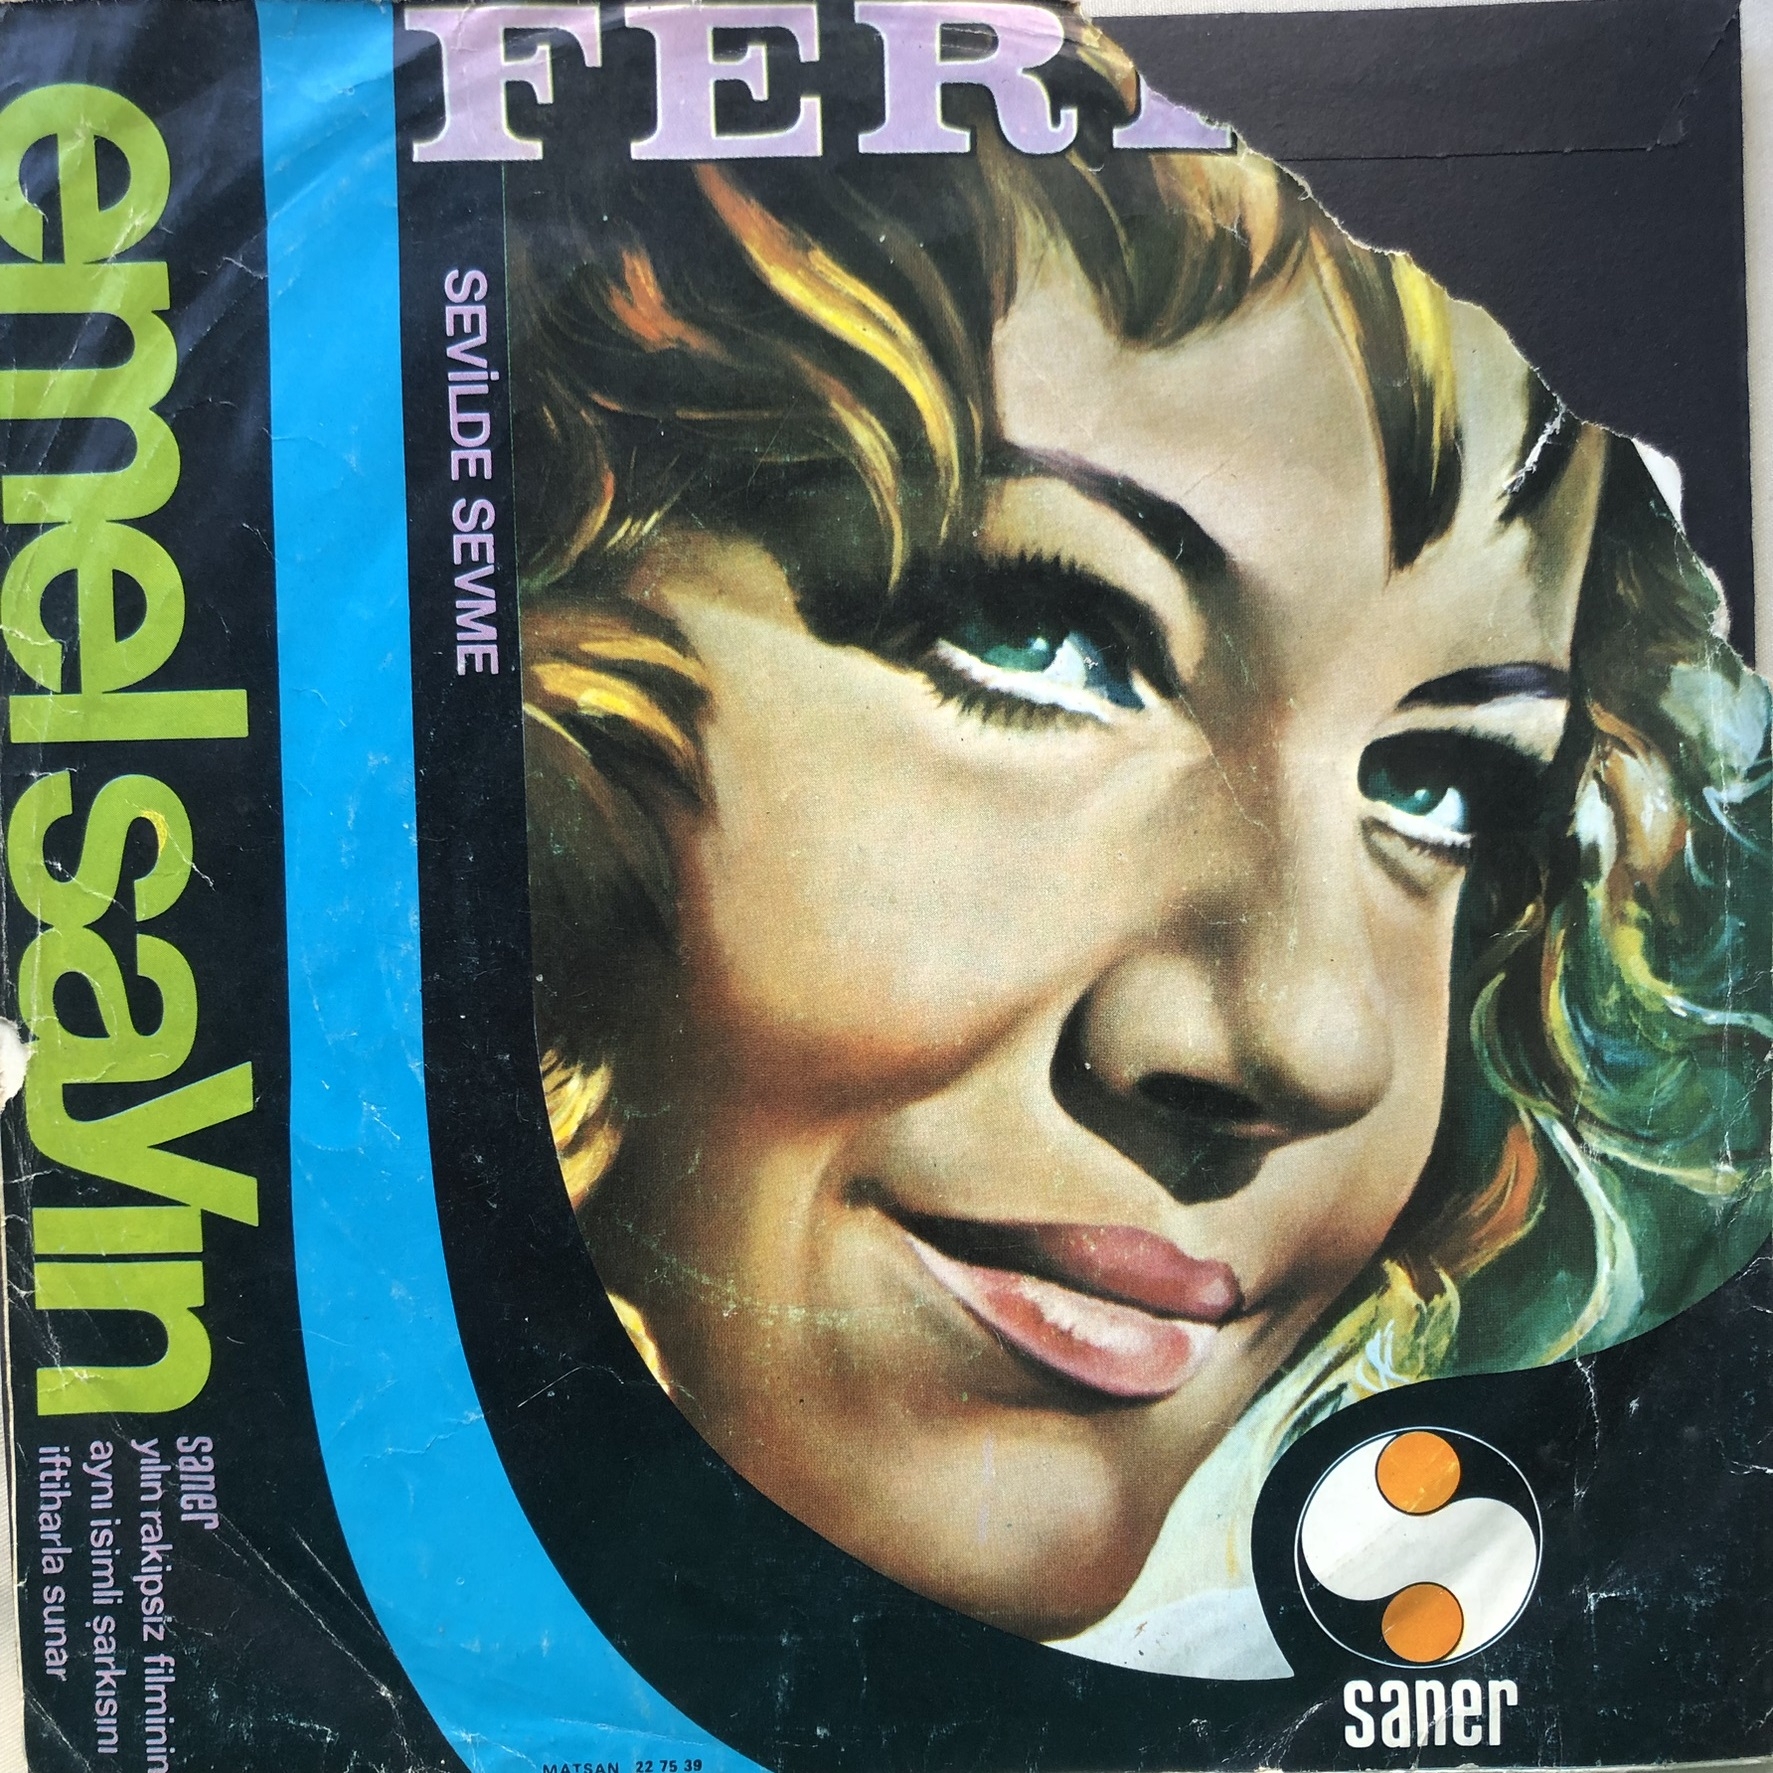 FER
SEVİLDE SEVME
emel sayın
saner
yılın rakipsiz filminin
aynı isimli şarkısını
iftiharla sunar
saner
MATSAN 22 75 39